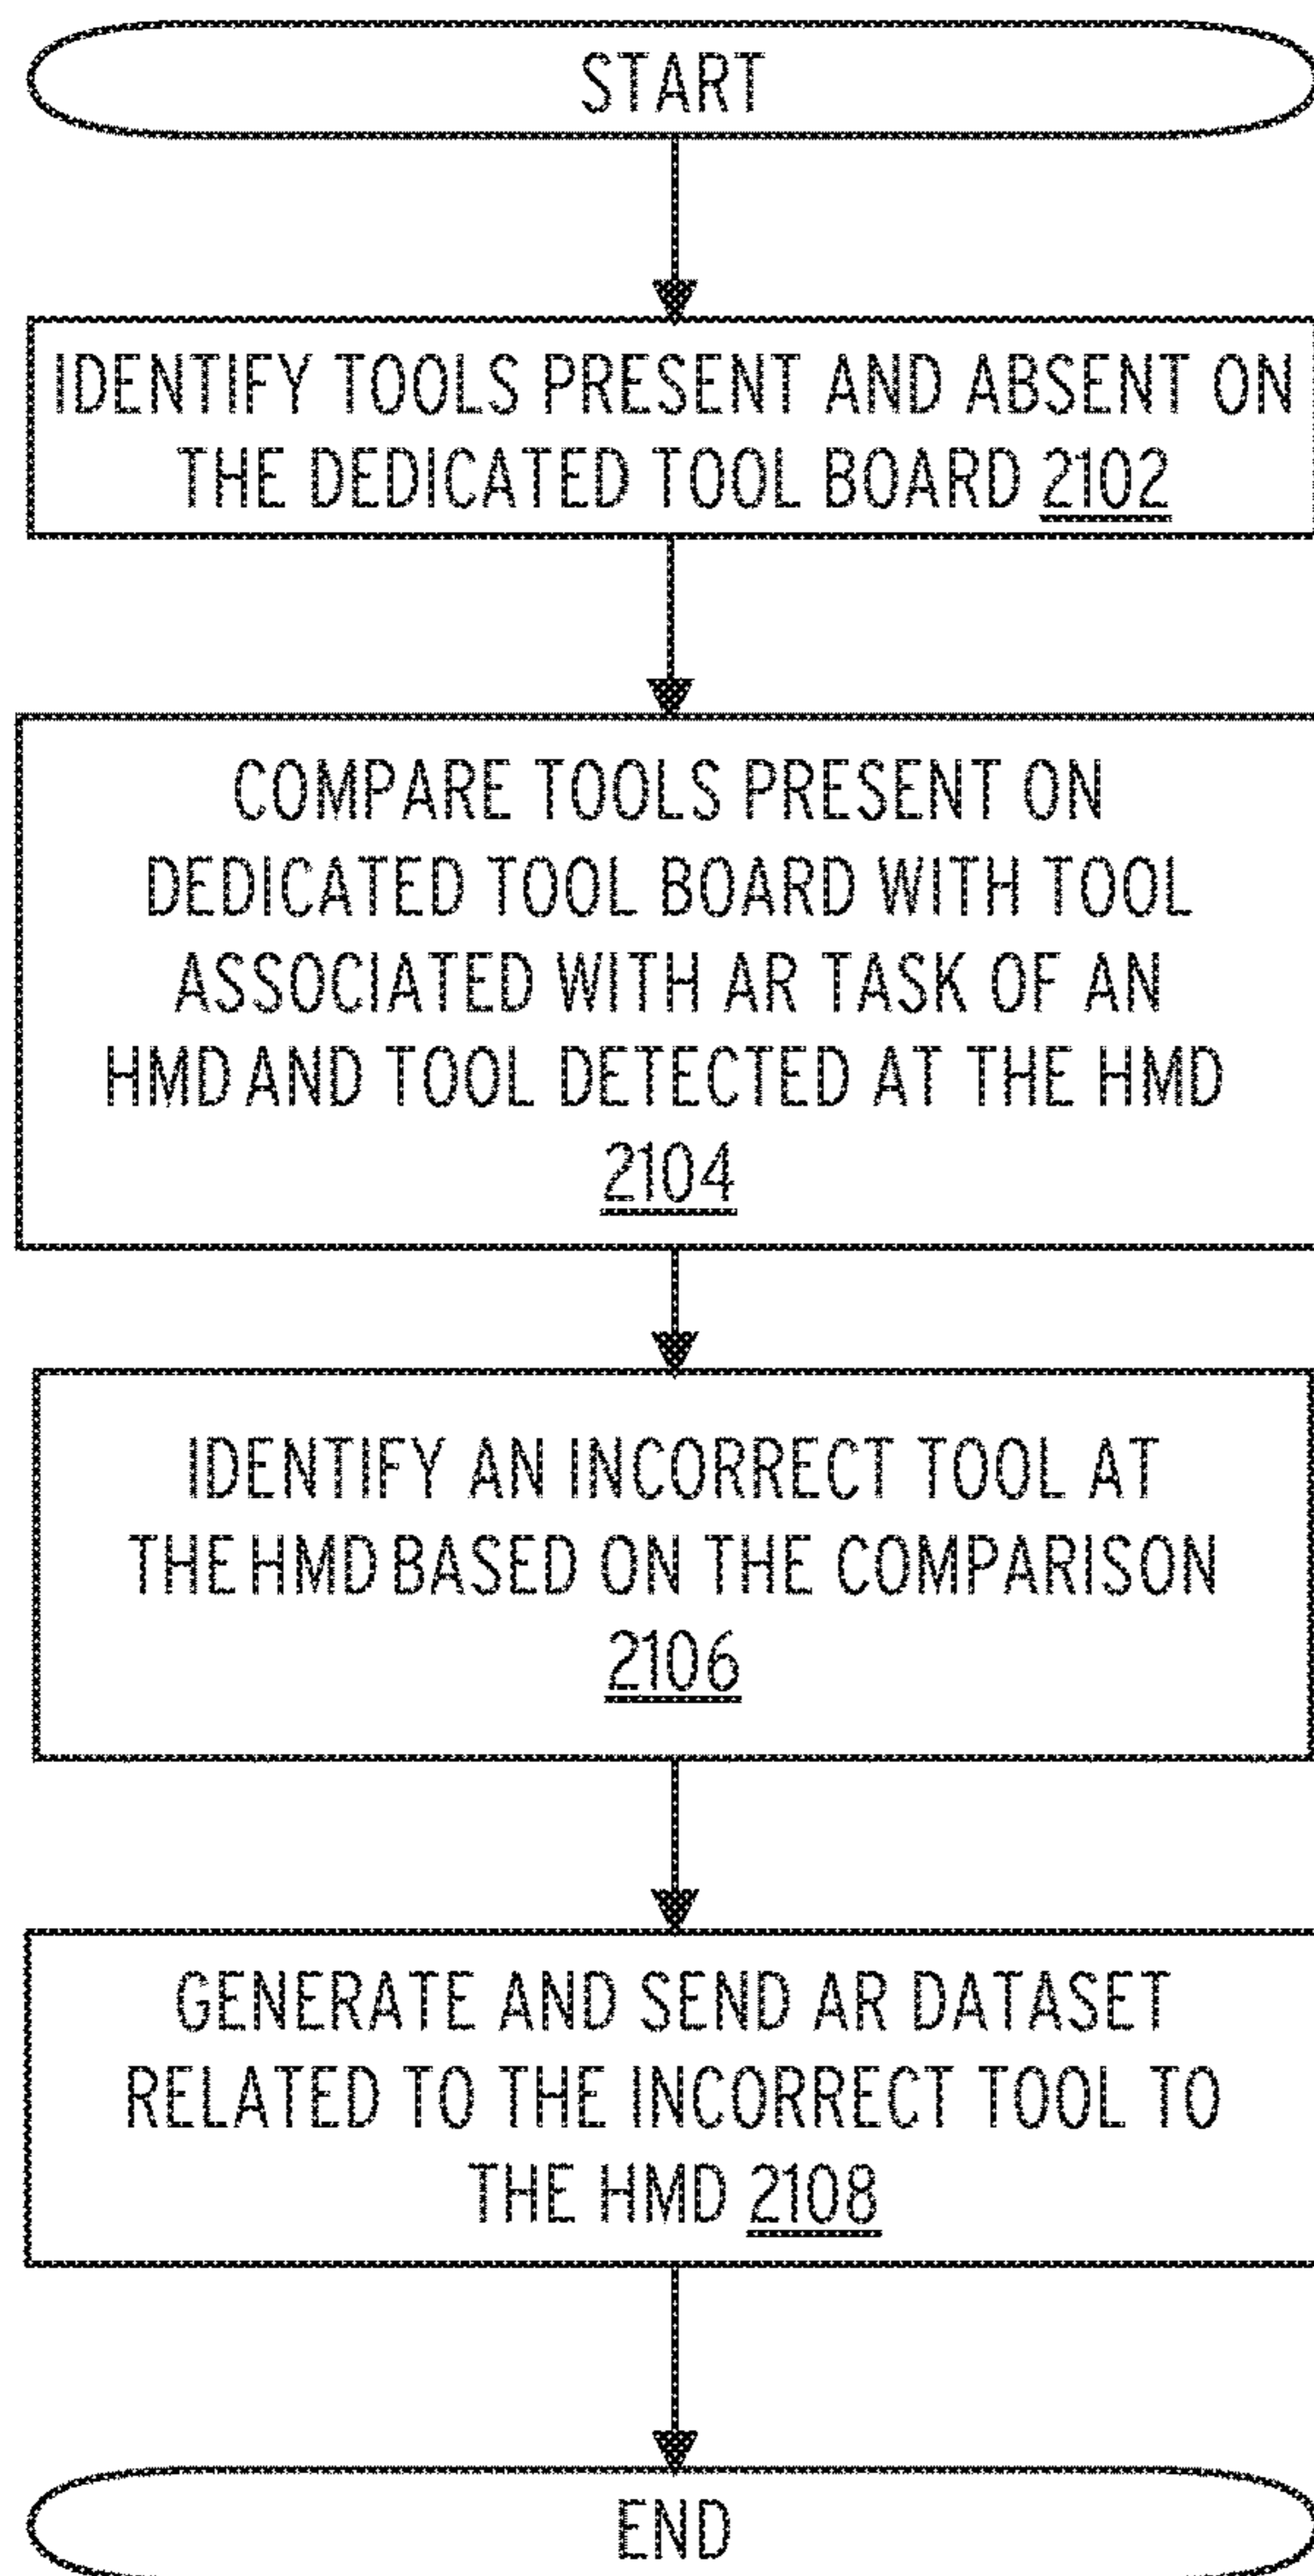 START
IDENTIFY TOOLS PRESENT AND ABSENT ON
THE DEDICATED TOOL BOARD 2102
COMPARE TOOLS PRESENT ON
DEDICATED TOOL BOARD WITH TOOL
ASSOCIATED WITH AR TASK OF AN
HMD AND TOOL DETECTED AT THE HMD
2104
IDENTIFY AN INCORRECT TOOL AT
THE HMD BASED ON THE COMPARISON
2106
GENERATE AND SEND AR DATASET
RELATED TO THE INCORRECT TOOL TO
THE HMD 2108
END